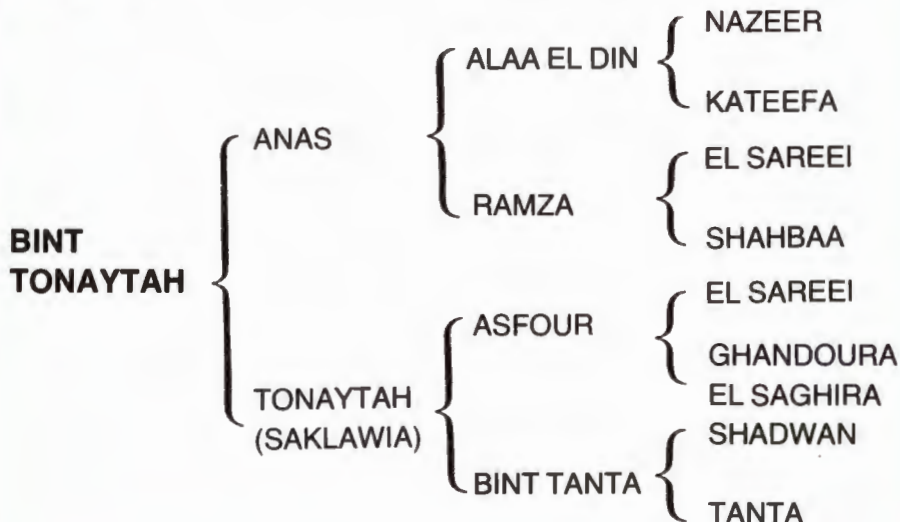 NAZEER
ALAA EL DIN
KATEEFA
ANAS
EL SAREEI
RAMZA
SHAHBAA
BINT
TONAYTAH
EL SAREEI
ASFOUR
GHANDOURA
EL SAGHIRA
TONAYTAH
(SAKLAWIA)
SHADWAN
BINT TANTA
TANTA